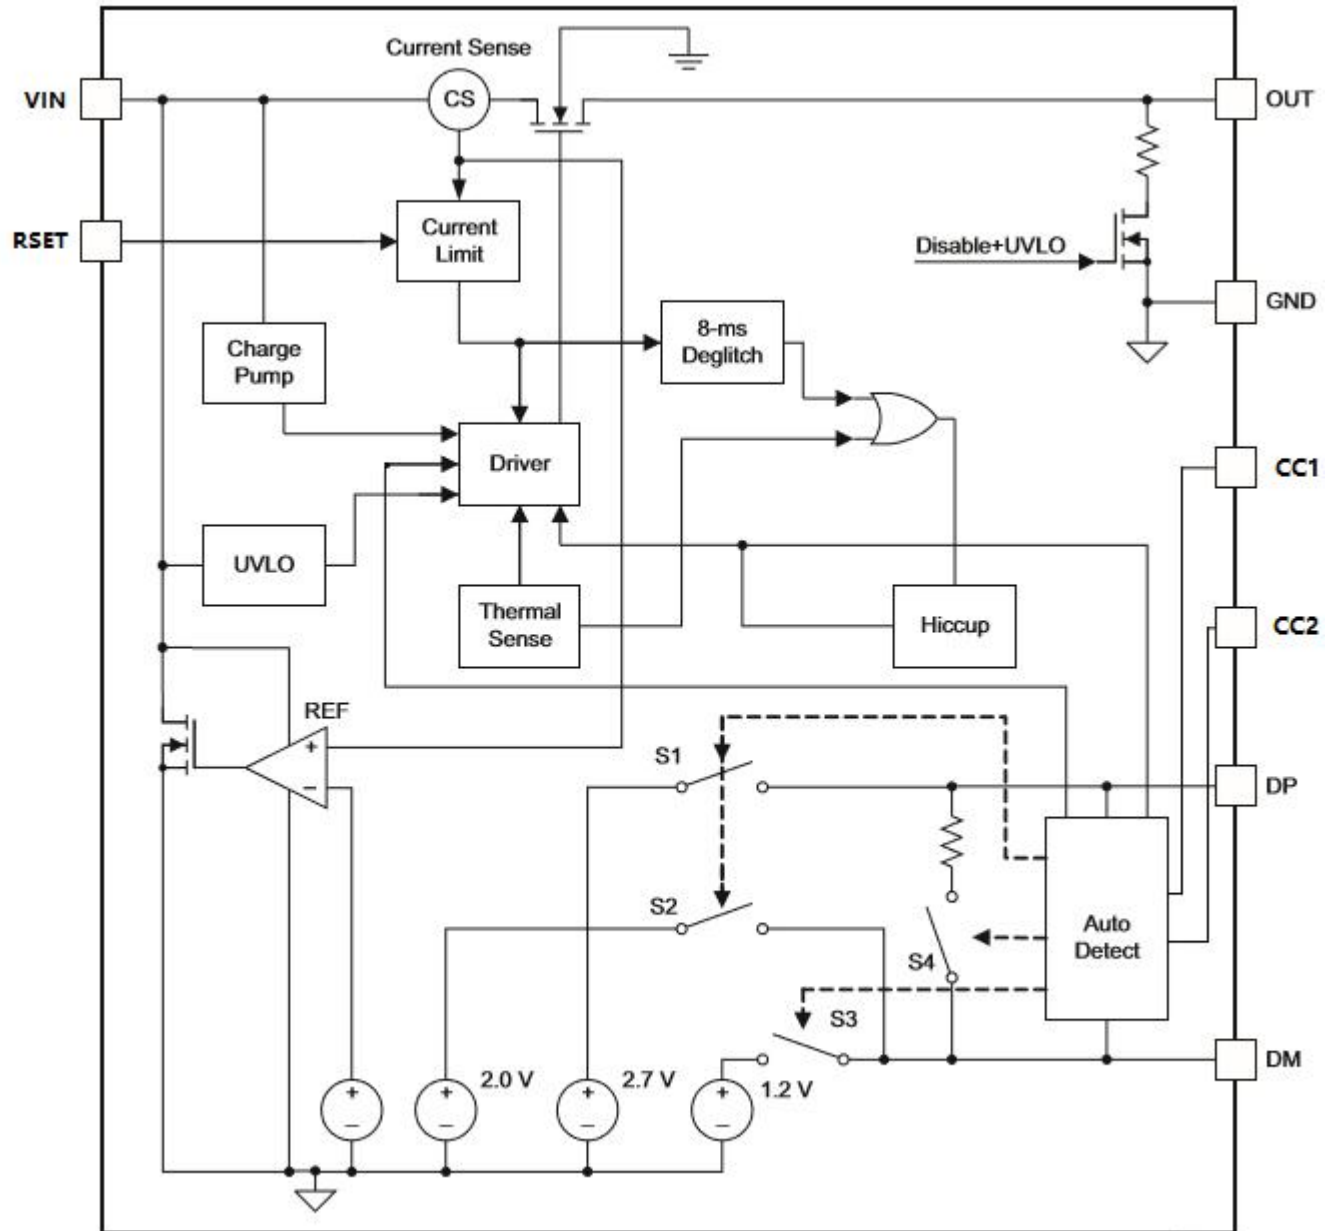 Current Sense
VIN
CS
OUT
RSET
Current
Limit
Disable+UVLO
GND
8-ms
Deglitch
Charge
Pump
Driver
CC1
UVLO
Thermal
Sense
Hiccup
CC2
REF
+
−
S1
DP
S2
Auto
Detect
S4
S3
DM
2.0 V
2.7 V
1.2 V
+
−
+
−
+
−
+
−